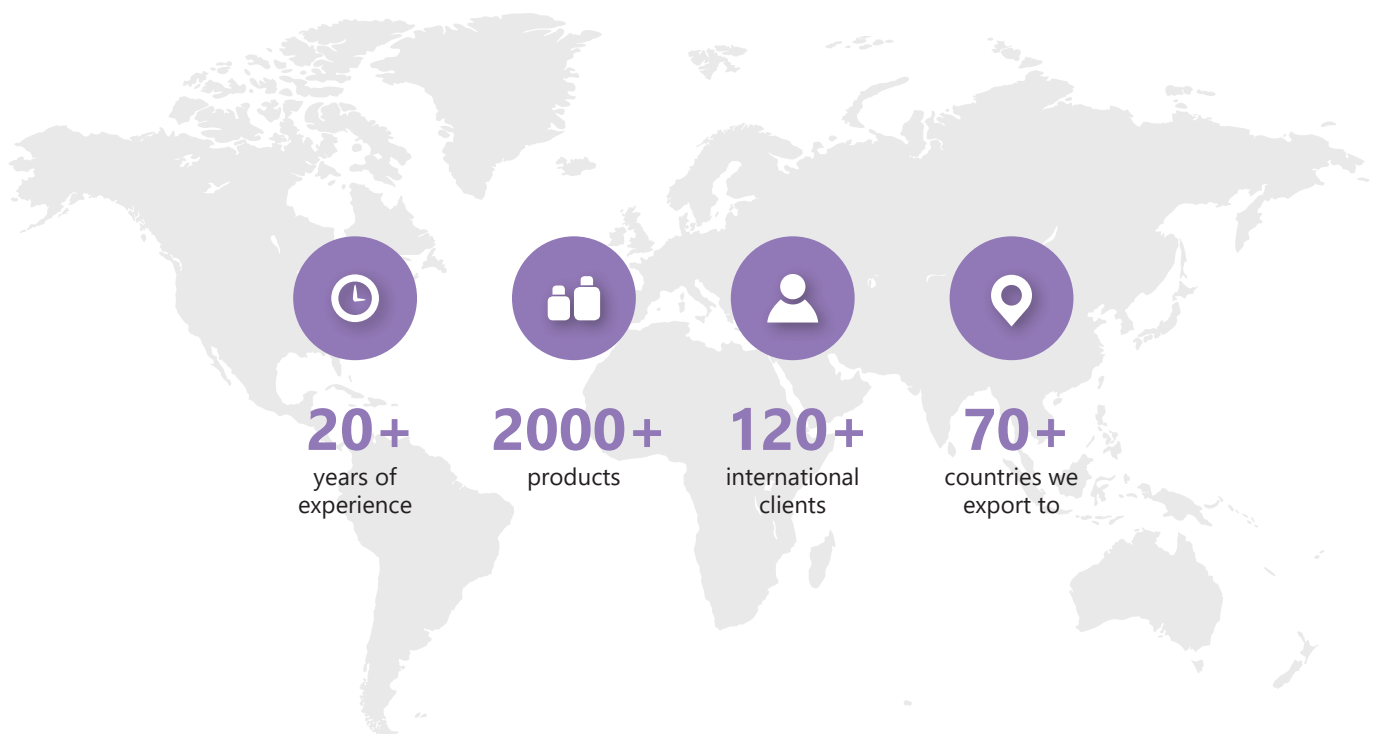 20+
years of
experience
2000+
products
120+
international
clients
70+
countries we
export to